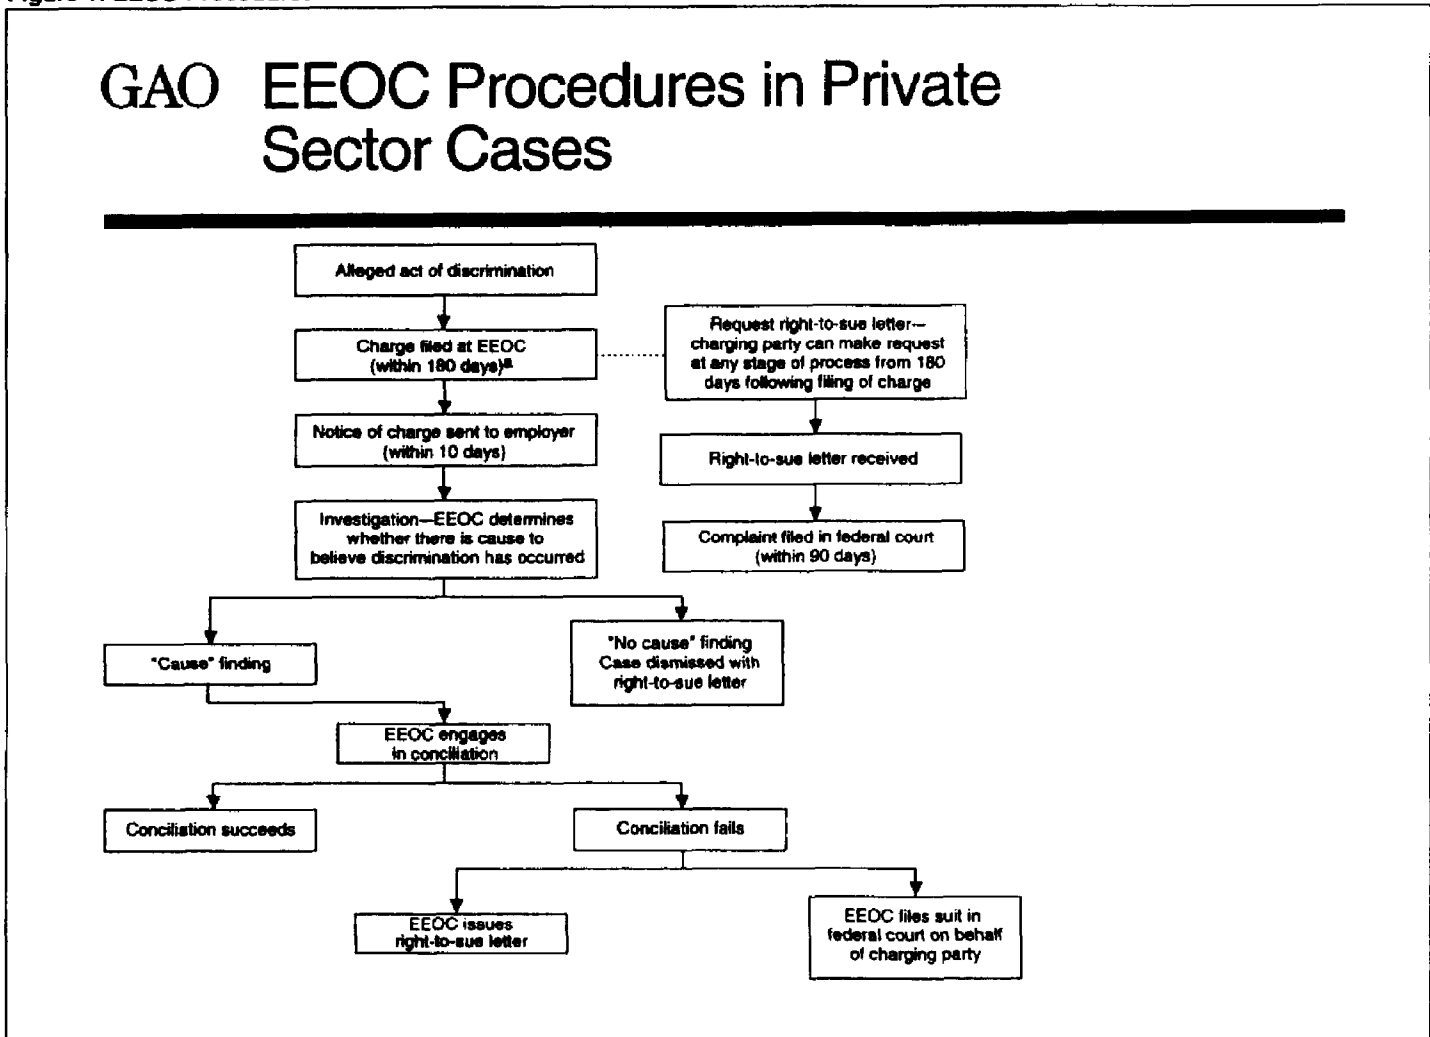 GAO EEOC Procedures in Private
Sector Cases
Alleged act of discrimination
Charge filed at EEOC
(within 180 days)a
Request right-to-sue letter—
charging party can make request
at any stage of process from 180
days following filing of charge
Notice of charge sent to employer
(within 10 days)
Right-to-sue letter received
Investigation—EEOC determines
whether there is cause to
believe discrimination has occurred
Complaint filed in federal court
(within 90 days)
"Cause" finding
"No cause" finding
Case dismissed with
right-to-sue letter
EEOC engages
in conciliation
Conciliation succeeds
Conciliation fails
EEOC issues
right-to-sue letter
EEOC files suit in
federal court on behalf
of charging party